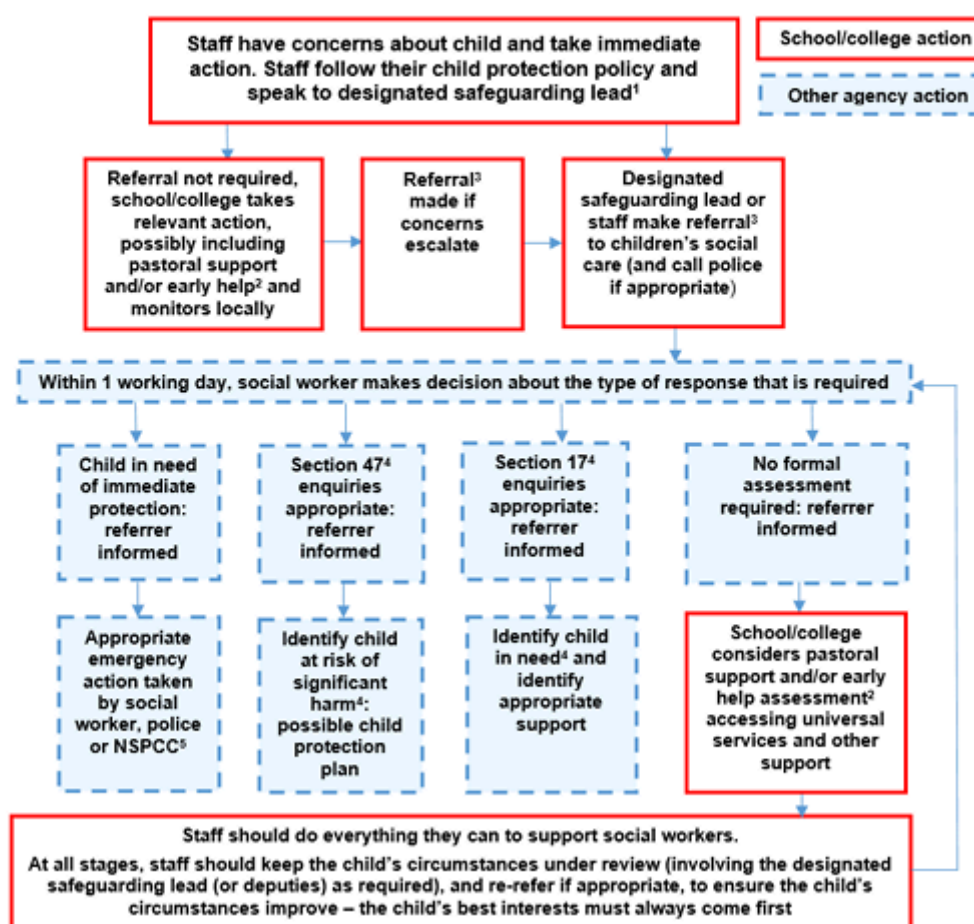 Staff have concerns about child and take immediate
action. Staff follow their child protection policy and
speak to designated safeguarding lead¹
School/college action
Other agency action
Referral not required,
school/college takes
relevant action,
possibly including
pastoral support
and/or early help² and
monitors locally
Referral³
made if
concerns
escalate
Designated
safeguarding lead or
staff make referral³
to children's social
care (and call police
if appropriate)
Within 1 working day, social worker makes decision about the type of response that is required
Child in need
of immediate
protection:
referrer
informed
Section 47⁴
enquiries
appropriate:
referrer
informed
Section 17⁴
enquiries
appropriate:
referrer
informed
No formal
assessment
required: referrer
informed
Appropriate
emergency
action taken
by social
worker, police
or NSPCC⁵
Identify child
at risk of
significant
harm⁴:
possible child
protection
plan
Identify child
in need⁴ and
identify
appropriate
support
School/college
considers pastoral
support and/or early
help assessment²
accessing universal
services and other
support
Staff should do everything they can to support social workers.
At all stages, staff should keep the child's circumstances under review (involving the designated
safeguarding lead (or deputies) as required), and re-refer if appropriate, to ensure the child's
circumstances improve – the child's best interests must always come first